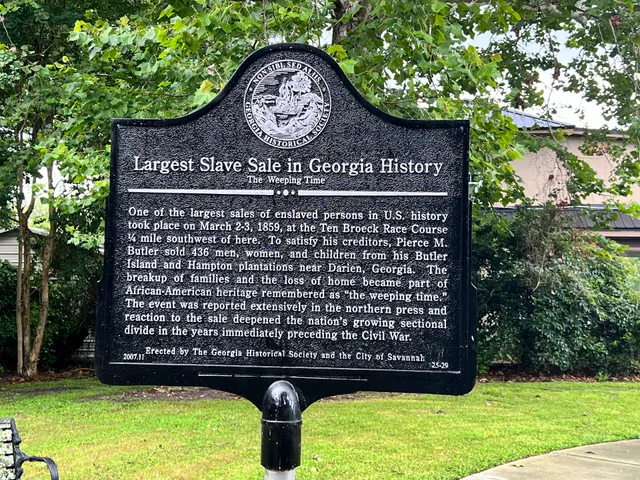 NON SIBI, SED ALIIS
GEORGIA HISTORICAL SOCIETY
Largest Slave Sale in Georgia History
The Weeping Time
One of the largest sales of enslaved persons in U.S. history
took place on March 2-3, 1859, at the Ten Broeck Race Course
¼ mile southwest of here. To satisfy his creditors, Pierce M.
Butler sold 436 men, women, and children from his Butler
Island and Hampton plantations near Darien, Georgia. The
breakup of families and the loss of home became part of
African-American heritage remembered as "the weeping time."
The event was reported extensively in the northern press and
reaction to the sale deepened the nation's growing sectional
divide in the years immediately preceding the Civil War.
Erected by The Georgia Historical Society and the City of Savannah
2007.11
25-29